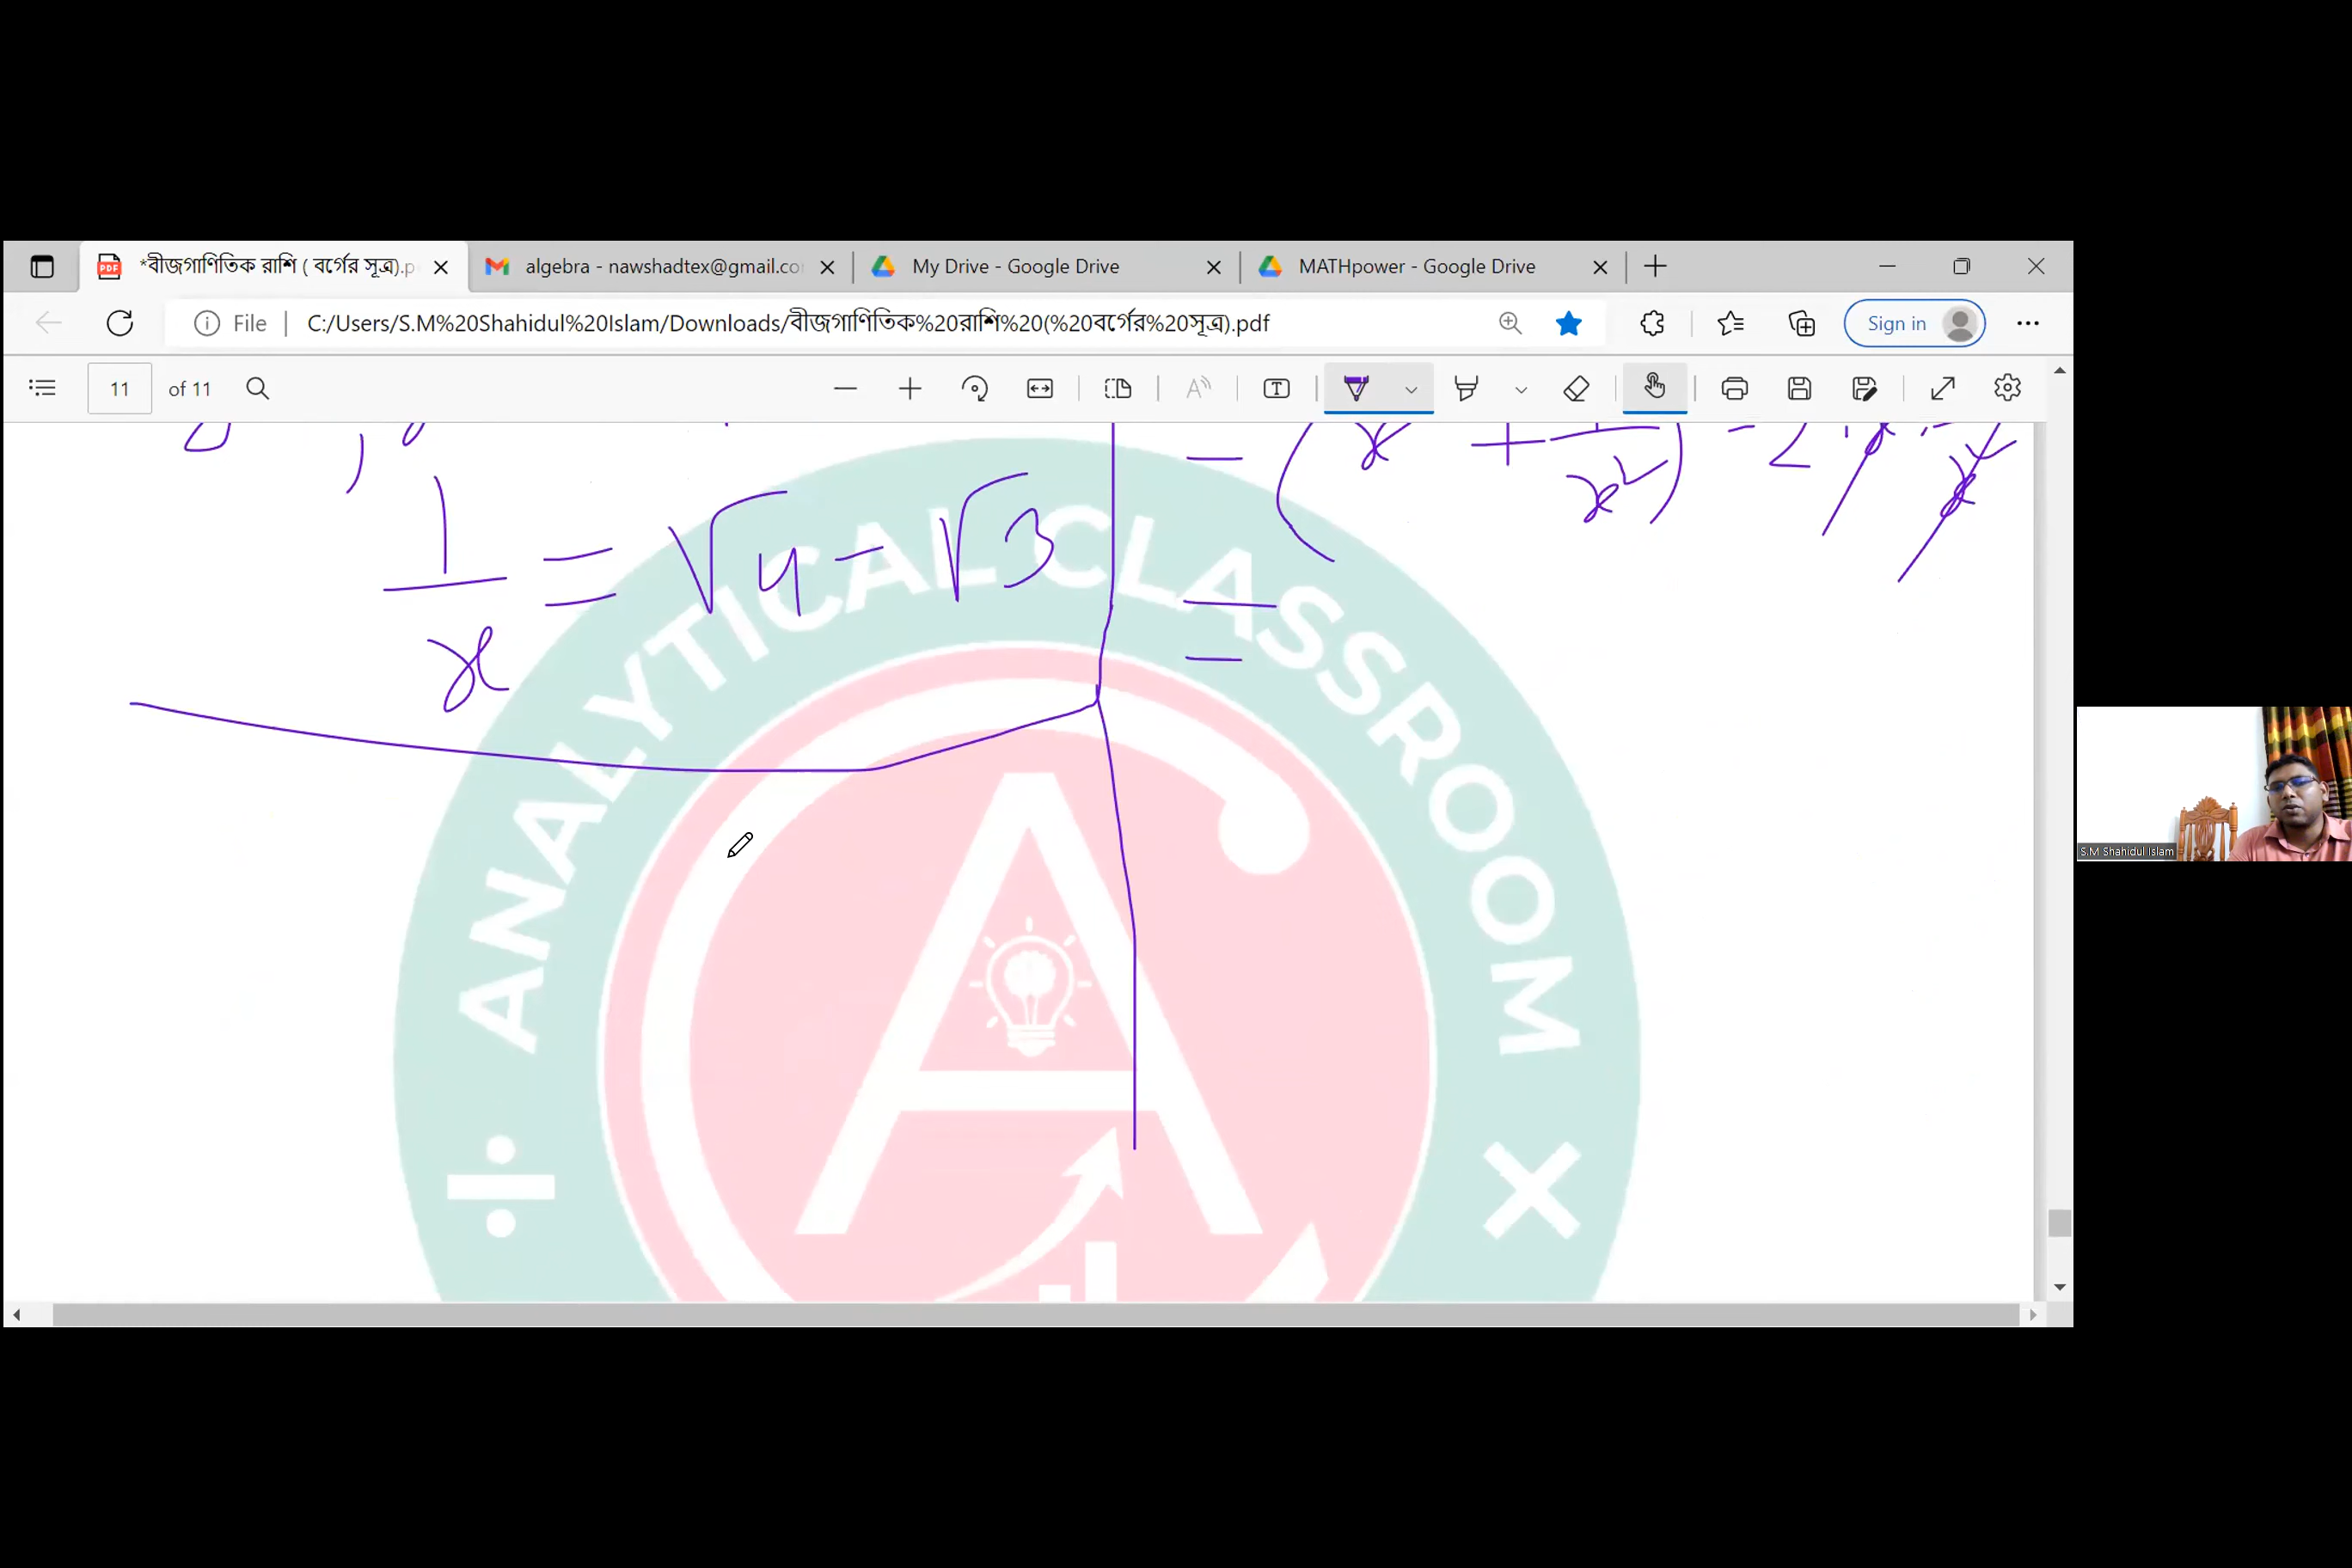 *বীজগাণিতিক রাশি ( বর্গের সূত্র).p
algebra - nawshadtex@gmail.co
My Drive - Google Drive
MATHpower - Google Drive
File
C:/Users/S.M%20Shahidul%20Islam/Downloads/বীজগাণিতিক%20রাশি%20(%20বর্গের%20সূত্র).pdf
Sign in
11 of 11
1/x = √4 - √3
=
ANALYTICAL CLASSROOM
A
S.M Shahidul Islam